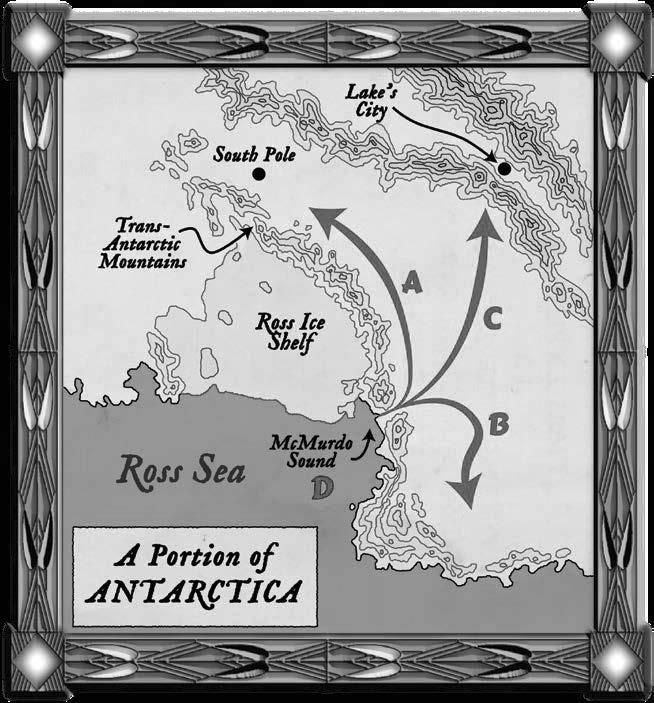 Lake's
City
South Pole
Trans-
Antarctic
Mountains
A
Ross Ice
Shelf
C
B
McMurdo
Sound
Ross Sea
D
A Portion of
ANTARCTICA